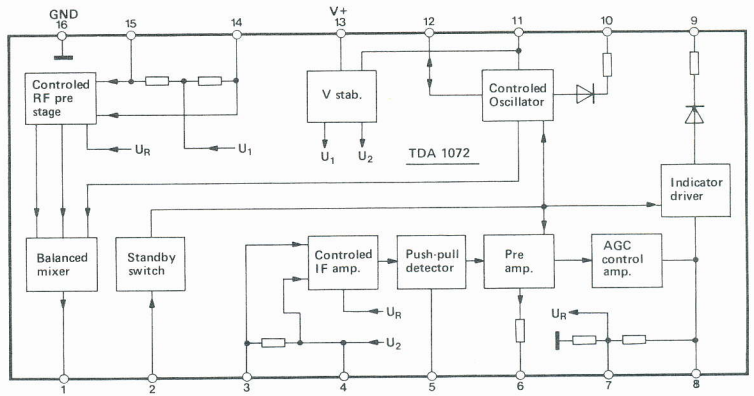 GND
V+
16
15
14
13
12
11
10
9
Controled
RF pre
stage
V stab.
Controled
Oscillator
UR
U1
U1
U2
TDA 1072
Indicator
driver
Balanced
mixer
Standby
switch
Controled
IF amp.
Push-pull
detector
Pre
amp.
AGC
control
amp.
UR
UR
U2
1
2
3
4
5
6
7
8